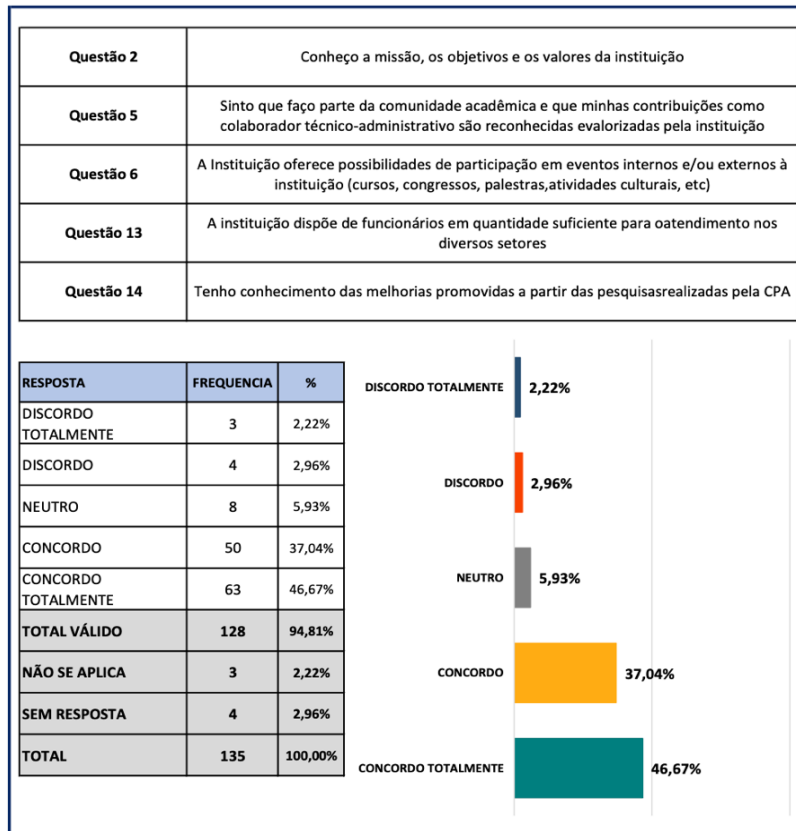 Questão 2
Conheço a missão, os objetivos e os valores da instituição
Questão 5
Sinto que faço parte da comunidade acadêmica e que minhas contribuições como
colaborador técnico-administrativo são reconhecidas evalorizadas pela instituição
Questão 6
A Instituição oferece possibilidades de participação em eventos internos e/ou externos à
instituição (cursos, congressos, palestras,atividades culturais, etc)
Questão 13
A instituição dispõe de funcionários em quantidade suficiente para oatendimento nos
diversos setores
Questão 14
Tenho conhecimento das melhorias promovidas a partir das pesquisasrealizadas pela CPA
RESPOSTA FREQUENCIA %
DISCORDO
TOTALMENTE 3 2,22%
DISCORDO 4 2,96%
NEUTRO 8 5,93%
CONCORDO 50 37,04%
CONCORDO
TOTALMENTE 63 46,67%
TOTAL VÁLIDO 128 94,81%
NÃO SE APLICA 3 2,22%
SEM RESPOSTA 4 2,96%
TOTAL 135 100,00%
DISCORDO TOTALMENTE 2,22%
DISCORDO 2,96%
NEUTRO 5,93%
CONCORDO 37,04%
CONCORDO TOTALMENTE 46,67%